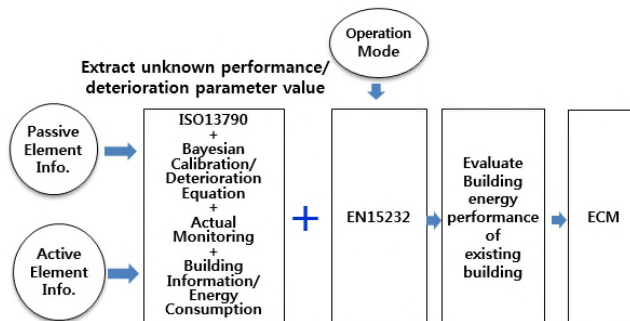 Operation
Mode
Extract unknown performance/
deterioration parameter value
Passive
Element
Info.
Active
Element
Info.
ISO13790
+
Bayesian
Calibration/
Deterioration
Equation
+
Actual
Monitoring
+
Building
Information/
Energy
Consumption
+
EN15232
Evaluate
Building
energy
performance
of
existing
building
ECM